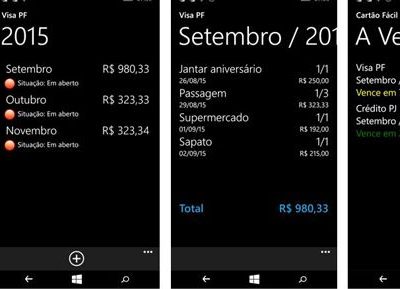 Visa PF
2015
Setembro R$ 980,33
Situação: Em aberto
Outubro R$ 323,33
Situação: Em aberto
Novembro R$ 323,34
Situação: Em aberto
Visa PF
Setembro / 201
Jantar aniversário 1/1
26/08/15 R$ 250,00
Passagem 1/3
29/08/15 R$ 323,33
Supermercado 1/1
01/09/15 R$ 192,00
Sapato 1/1
02/09/15 R$ 215,00
Total R$ 980,33
Cartão Fácil
A Ve
Visa PF
Setembro /
Vence em
Crédito PJ
Setembro /
Vence em